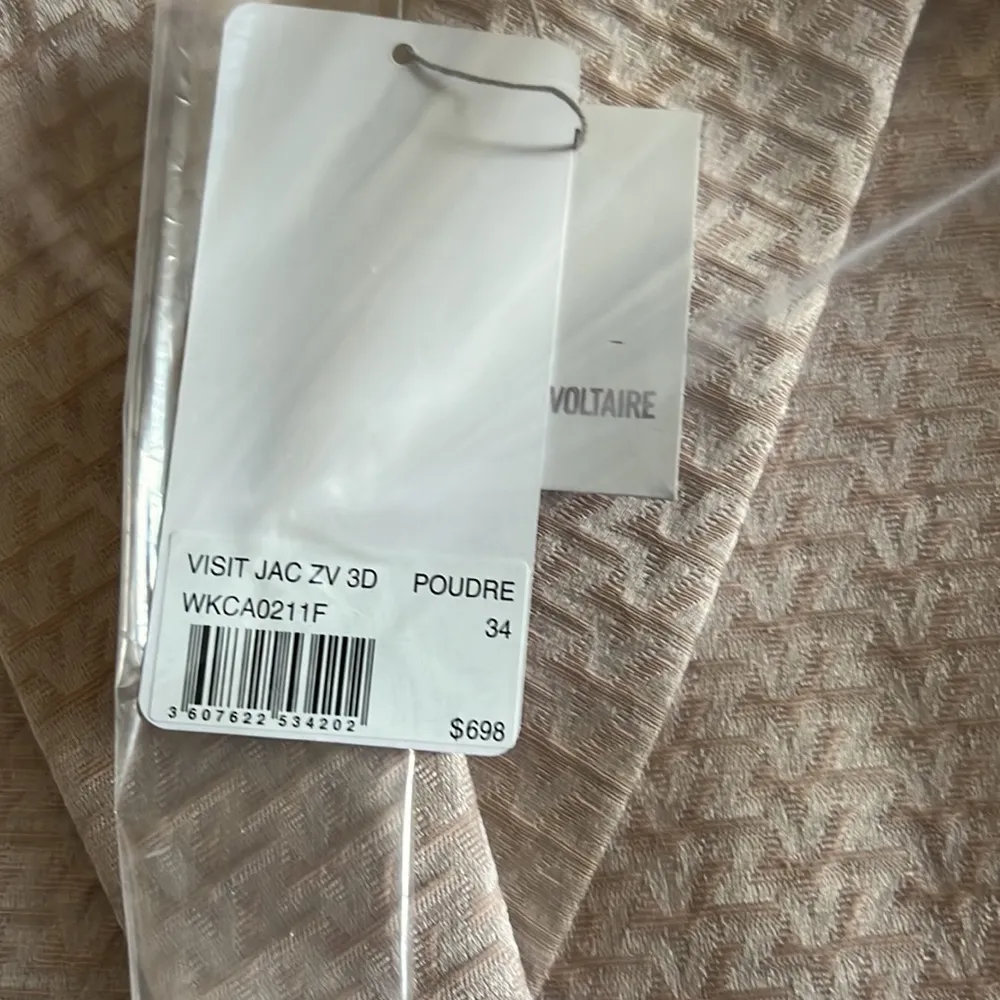 VOLTAIRE
VISIT JAC ZV 3D POUDRE
WKCA0211F 34
3 607622 534202
$698